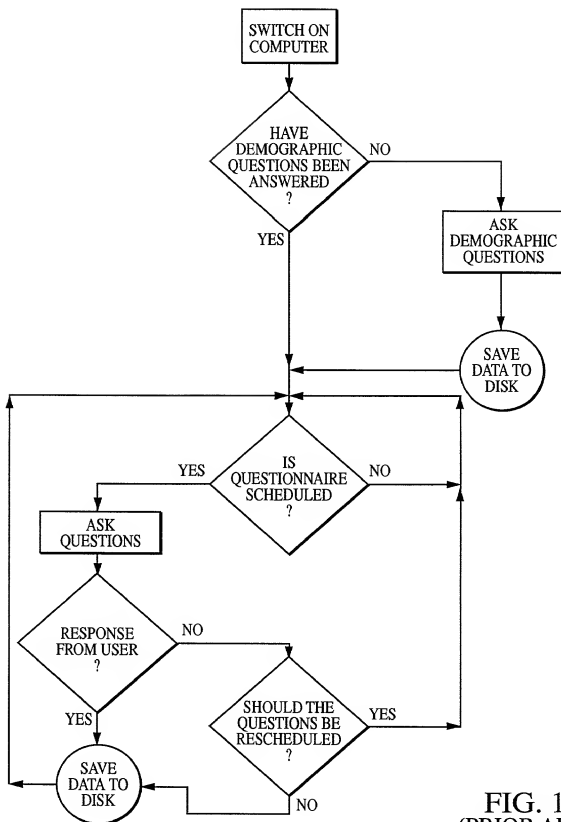 SWITCH ON
COMPUTER
HAVE
DEMOGRAPHIC
QUESTIONS BEEN
ANSWERED
?
NO
YES
ASK
DEMOGRAPHIC
QUESTIONS
SAVE
DATA TO
DISK
IS
QUESTIONNAIRE
SCHEDULED
?
YES
NO
ASK
QUESTIONS
RESPONSE
FROM USER
?
NO
YES
SHOULD THE
QUESTIONS BE
RESCHEDULED
?
YES
NO
SAVE
DATA TO
DISK
FIG. 1
(PRIOR